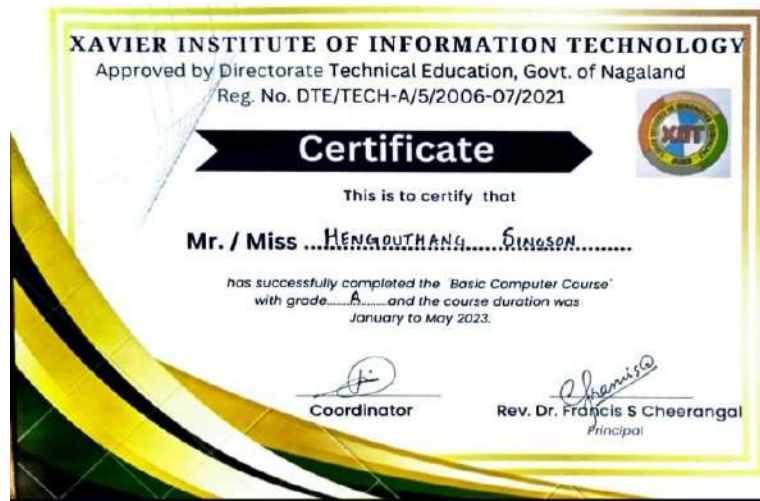 XAVIER INSTITUTE OF INFORMATION TECHNOLOGY
Approved by Directorate Technical Education, Govt. of Nagaland
Reg. No. DTE/TECH-A/5/2006-07/2021
XIIT
Certificate
This is to certify that
Mr. / Miss ...HENGOUTHANG......SINGSON.........
has successfully completed the 'Basic Computer Course'
with grade.......A.......and the course duration was
January to May 2023.
Coordinator
Rev. Dr. Francis S Cheerangal
Principal